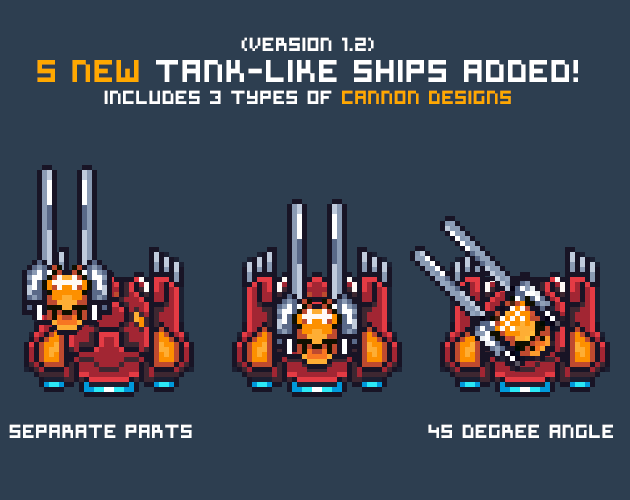 (VERSION 1.2)
5 NEW TANK-LIKE SHIPS ADDED!
INCLUDES 3 TYPES OF CANNON DESIGNS
SEPARATE PARTS
45 DEGREE ANGLE